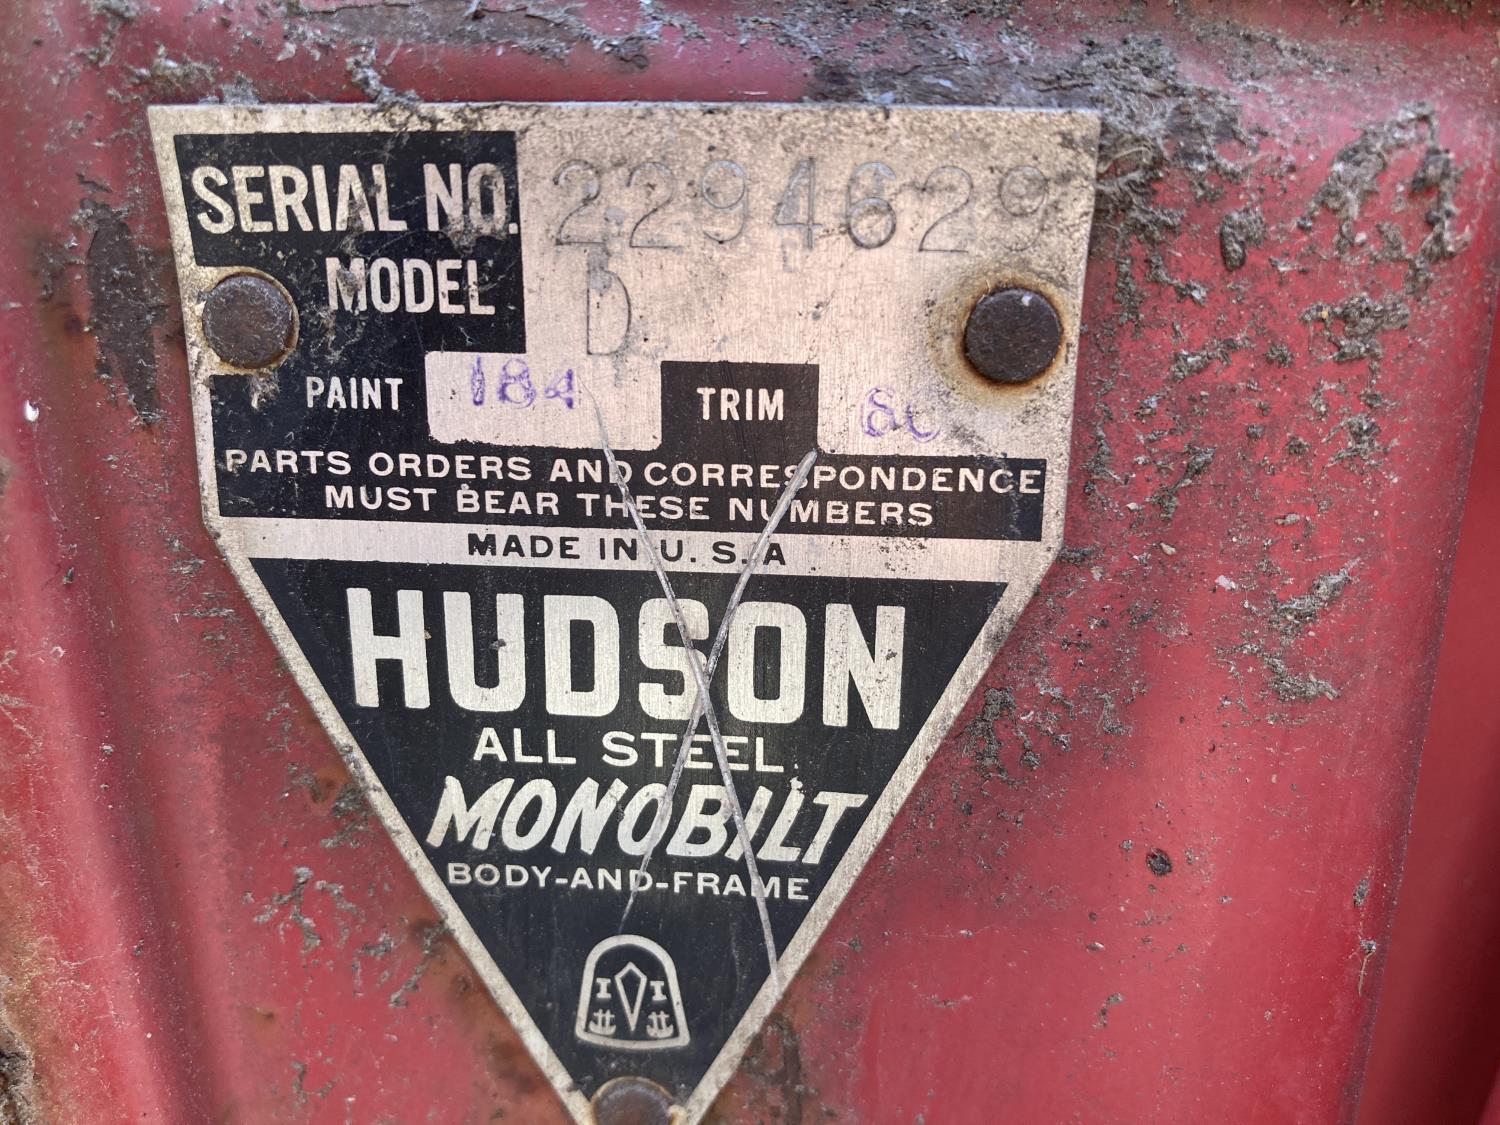 SERIAL NO. 2294629
MODEL D
PAINT 184 TRIM
PARTS ORDERS AND CORRESPONDENCE
MUST BEAR THESE NUMBERS
MADE IN U. S. A
HUDSON
ALL STEEL
MONOBILT
BODY-AND-FRAME